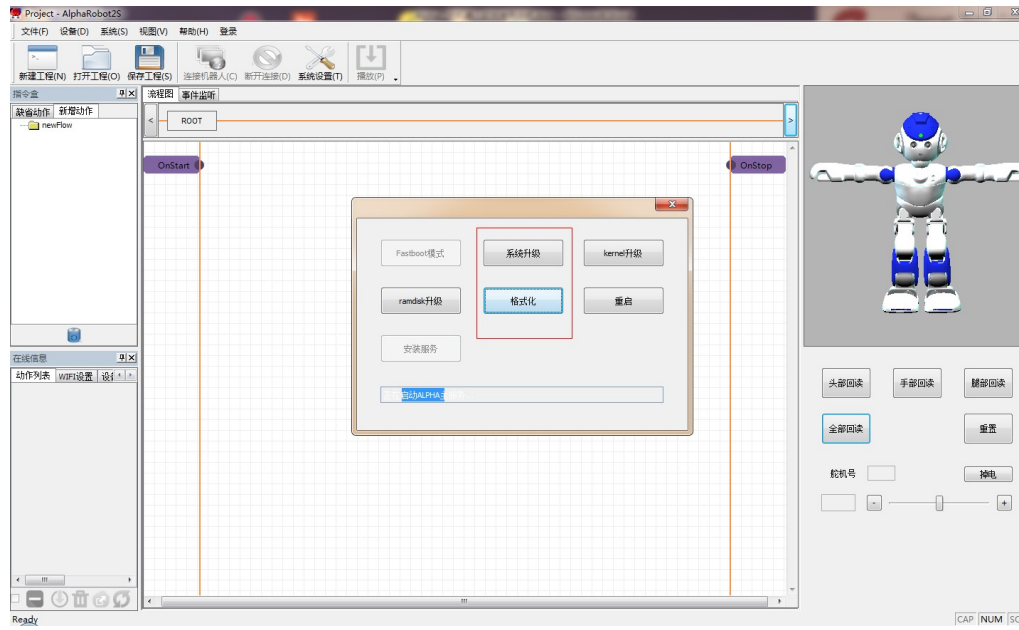 Project - AlphaRobot2S
文件(F) 设备(D) 系统(S) 视图(V) 帮助(H) 登录
新建工程(N) 打开工程(O) 保存工程(S) 连接机器人(C) 断开连接(D) 系统设置(T) 播放(P)
指令盒
缺省动作 新增动作
newFlow
流程图 事件监听
< ROOT >
OnStart
OnStop
Fastboot模式 系统升级 kernel升级
ramdisk升级 格式化 重启
安装服务
启动ALPHA
在线信息
动作列表 WIFI设置
头部回读 手部回读 腿部回读
全部回读 重置
舵机号 掉电
- +
Ready
CAP NUM SC